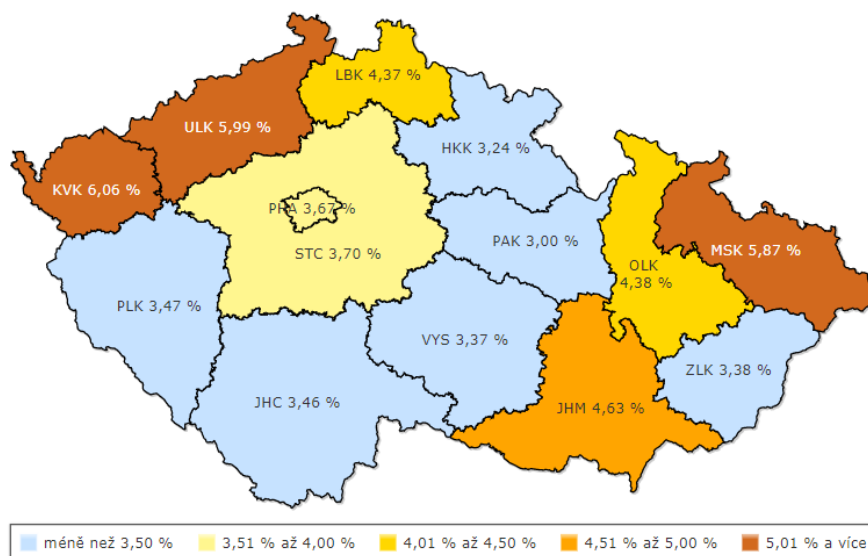 LBK 4,37 %
ULK 5,99 %
HKK 3,24 %
KVK 6,06 %
PHA 3,67 %
PAK 3,00 %
STC 3,70 %
MSK 5,87 %
OLK
4,38 %
PLK 3,47 %
VYS 3,37 %
ZLK 3,38 %
JHC 3,46 %
JHM 4,63 %
méně než 3,50 % 3,51 % až 4,00 % 4,01 % až 4,50 % 4,51 % až 5,00 % 5,01 % a více